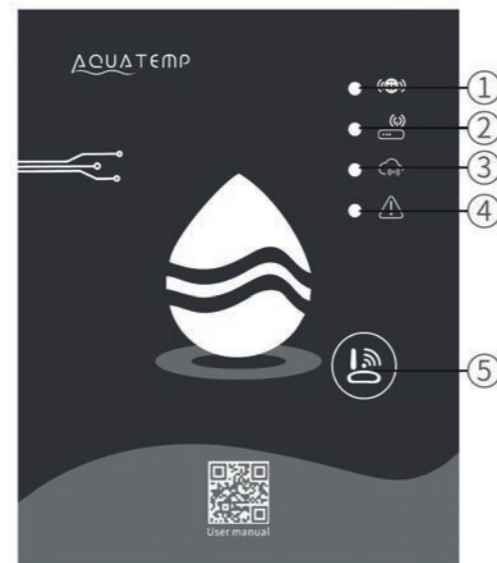 AQUATEMP
①
②
③
④
⑤
User manual